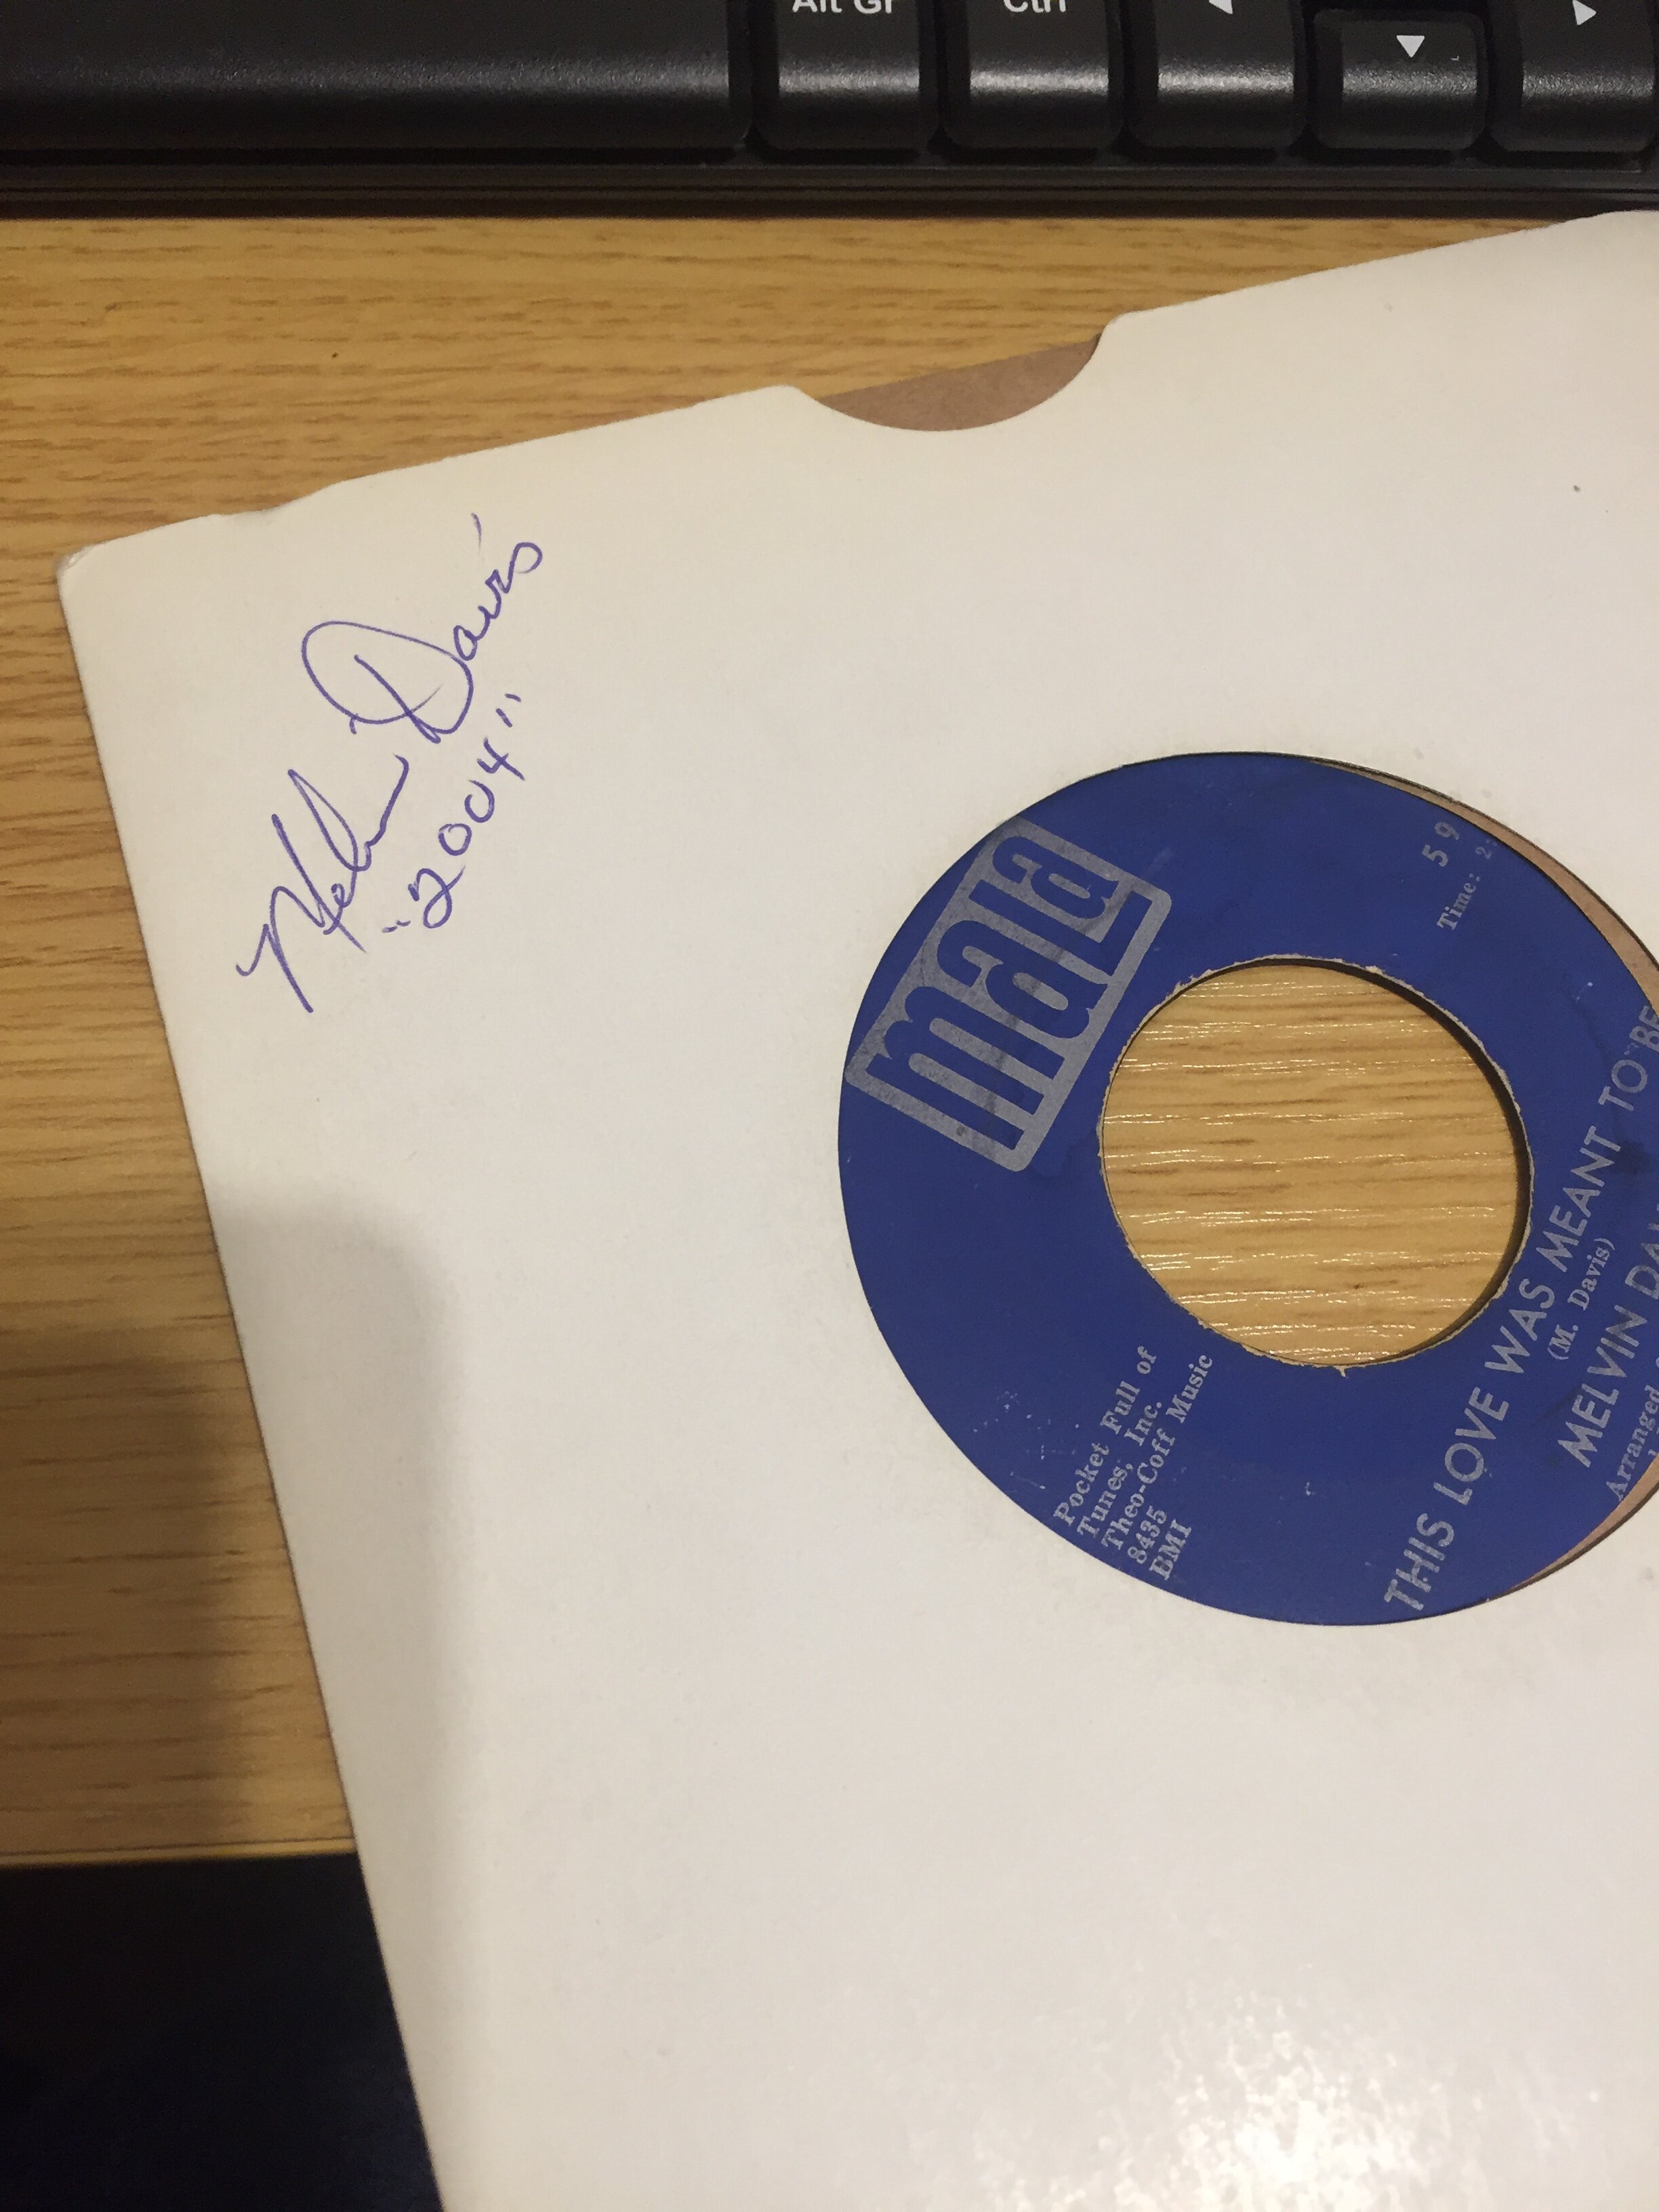 Alt Gr
Ctrl
Melvin Davis
"2004"
mala
59
Time: 2:
THIS LOVE WAS MEANT TO BE
(M. Davis)
MELVIN DAV
Arranged
Pocket Full of
Tunes, Inc.
Theo-Coff Music
8435
BMI